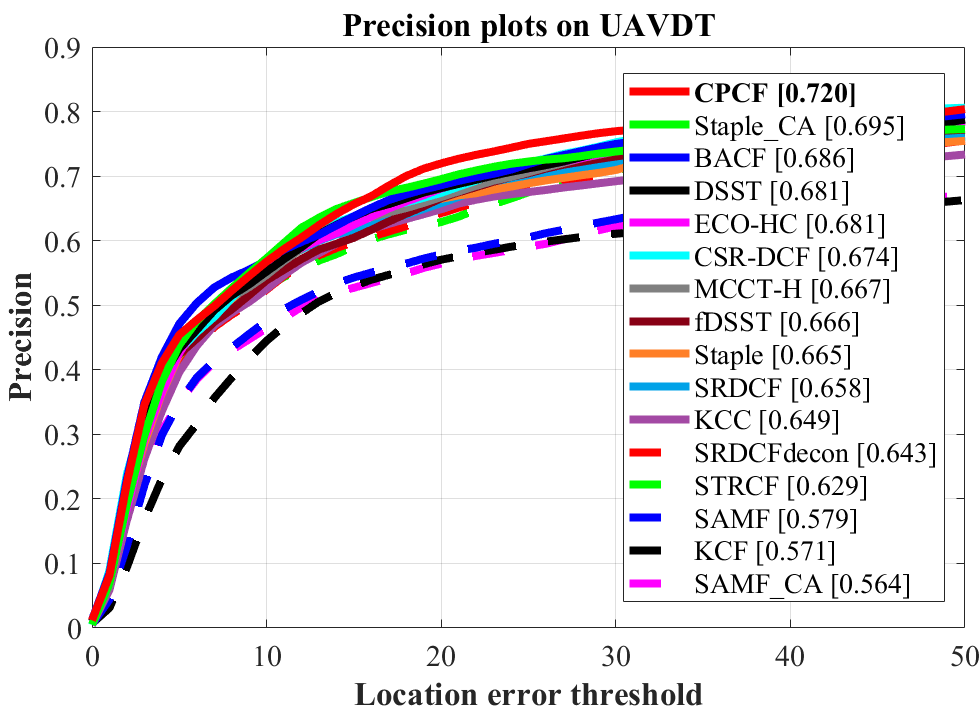 Precision plots on UAVDT
0.9
0.8
0.7
0.6
0.5
0.4
0.3
0.2
0.1
0
Precision
CPCF [0.720]
Staple_CA [0.695]
BACF [0.686]
DSST [0.681]
ECO-HC [0.681]
CSR-DCF [0.674]
MCCT-H [0.667]
fDSST [0.666]
Staple [0.665]
SRDCF [0.658]
KCC [0.649]
SRDCFdecon [0.643]
STRCF [0.629]
SAMF [0.579]
KCF [0.571]
SAMF_CA [0.564]
0 10 20 30 40 50
Location error threshold